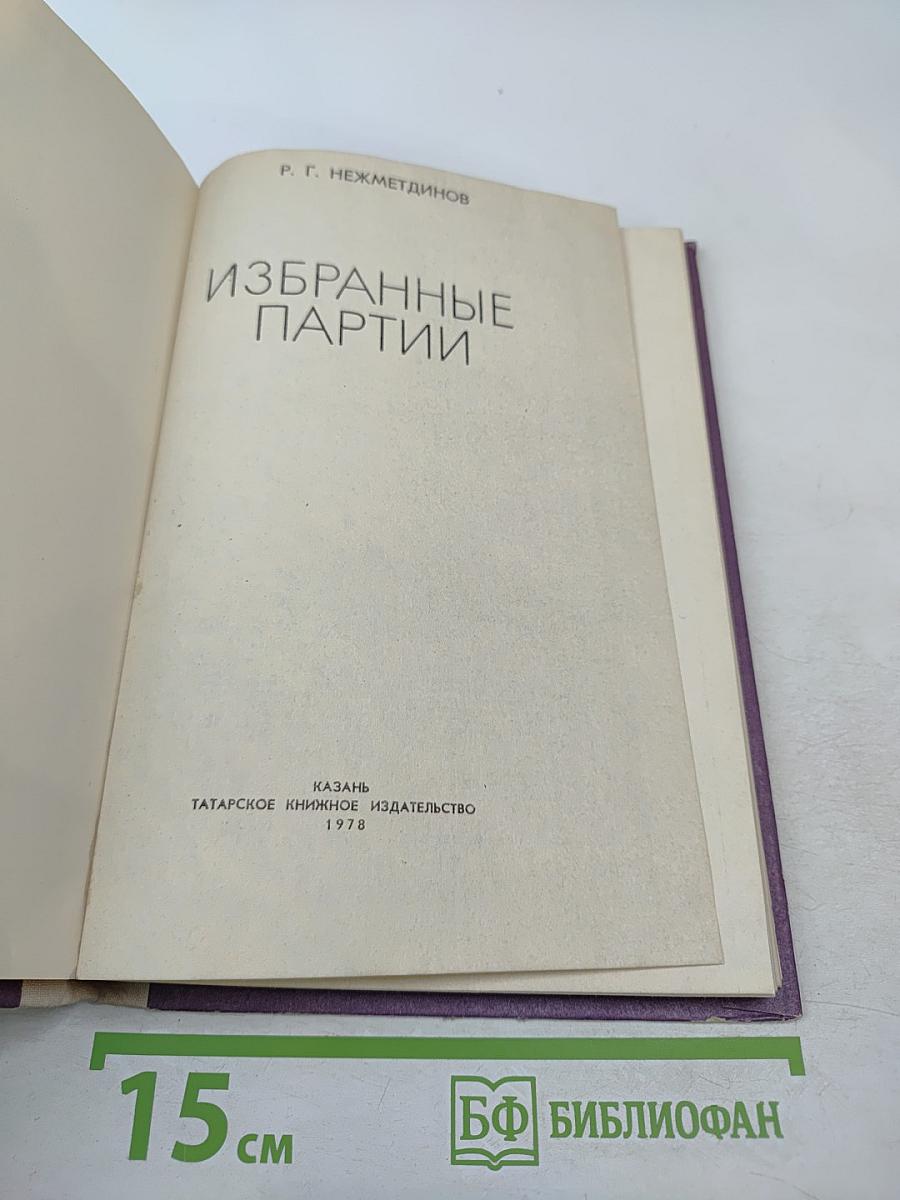 Р. Г. НЕЖМЕТДИНОВ
ИЗБРАННЫЕ
ПАРТИИ
КАЗАНЬ
ТАТАРСКОЕ КНИЖНОЕ ИЗДАТЕЛЬСТВО
1978
15 СМ
БФ БИБЛИОФАН